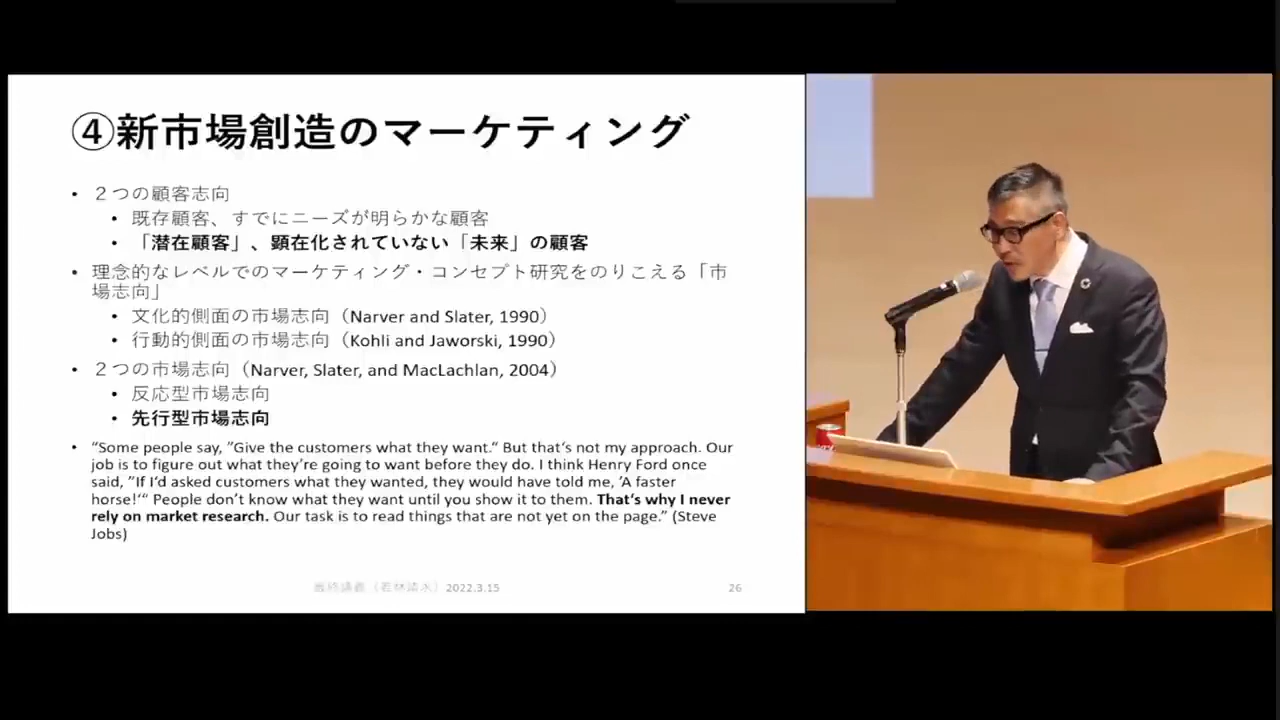 ④新市場創造のマーケティング
• ２つの顧客志向
• 既存顧客、すでにニーズが明らかな顧客
• 「潜在顧客」、顕在化されていない「未来」の顧客
• 理念的なレベルでのマーケティング・コンセプト研究をのりこえる「市
場志向」
• 文化的側面の市場志向（Narver and Slater, 1990）
• 行動的側面の市場志向（Kohli and Jaworski, 1990）
• ２つの市場志向（Narver, Slater, and MacLachlan, 2004）
• 反応型市場志向
• 先行型市場志向
• “Some people say, ”Give the customers what they want.“ But that‘s not my approach. Our
job is to figure out what they’re going to want before they do. I think Henry Ford once
said, ”If I‘d asked customers what they wanted, they would have told me, ’A faster
horse!‘“ People don’t know what they want until you show it to them. That’s why I never
rely on market research. Our task is to read things that are not yet on the page.” (Steve
Jobs)
最終講義（若林靖永）2022.3.15
26